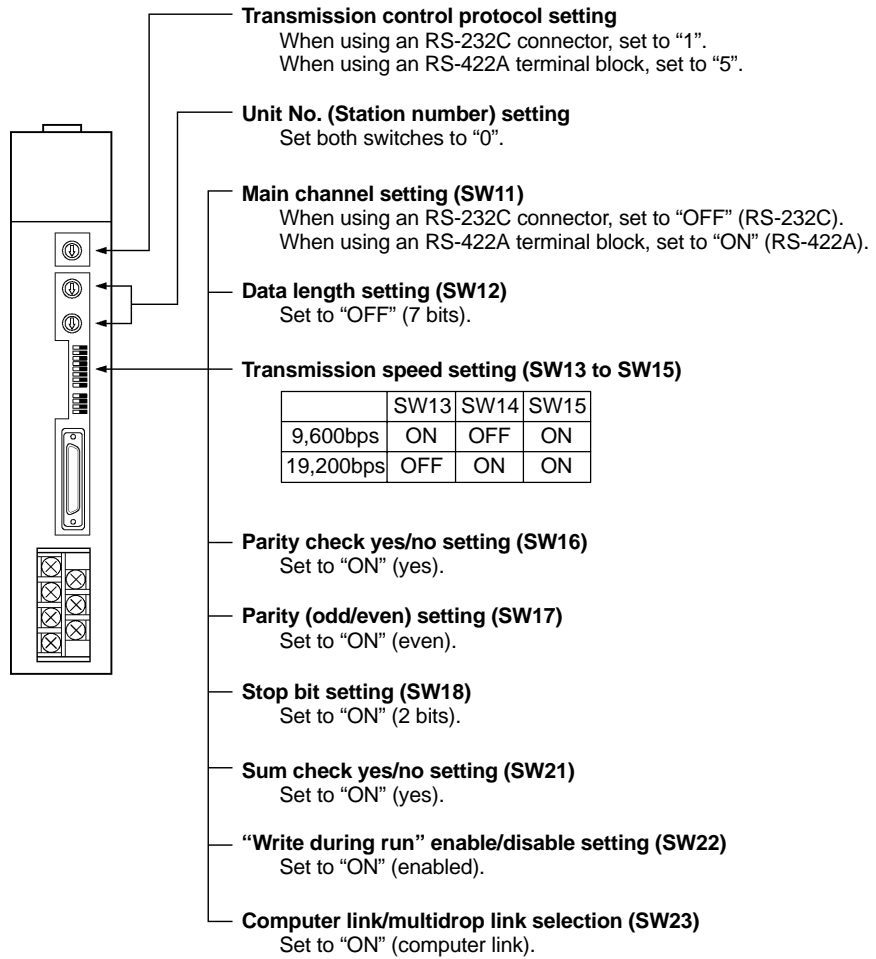 Transmission control protocol setting
When using an RS-232C connector, set to “1”.
When using an RS-422A terminal block, set to “5”.
Unit No. (Station number) setting
Set both switches to “0”.
Main channel setting (SW11)
When using an RS-232C connector, set to “OFF” (RS-232C).
When using an RS-422A terminal block, set to “ON” (RS-422A).
Data length setting (SW12)
Set to “OFF” (7 bits).
Transmission speed setting (SW13 to SW15)
SW13 SW14 SW15
9,600bps ON OFF ON
19,200bps OFF ON ON
Parity check yes/no setting (SW16)
Set to “ON” (yes).
Parity (odd/even) setting (SW17)
Set to “ON” (even).
Stop bit setting (SW18)
Set to “ON” (2 bits).
Sum check yes/no setting (SW21)
Set to “ON” (yes).
“Write during run” enable/disable setting (SW22)
Set to “ON” (enabled).
Computer link/multidrop link selection (SW23)
Set to “ON” (computer link).